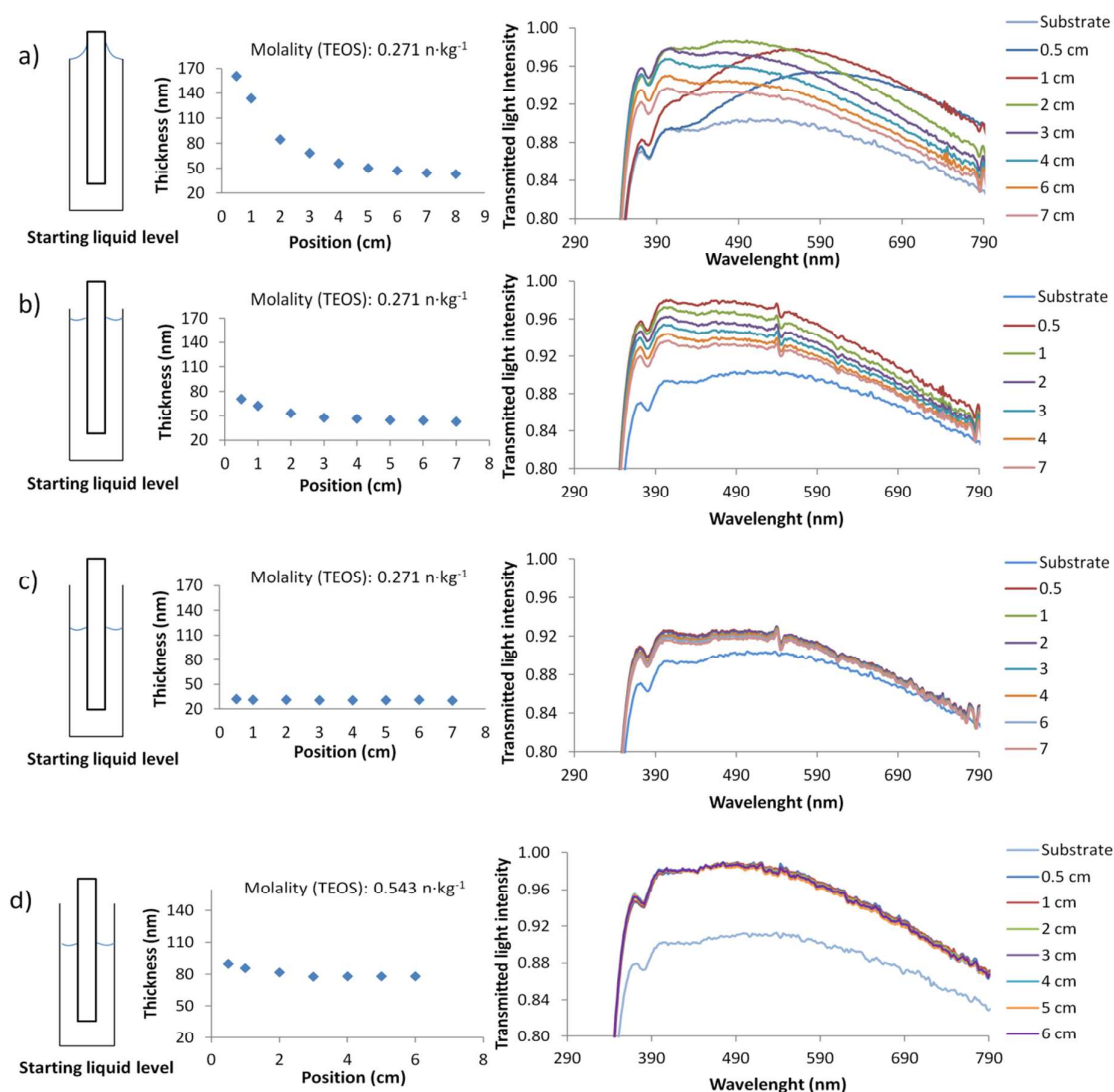 a)
Starting liquid level
Molality (TEOS): 0.271 n·kg⁻¹
Thickness (nm)
170
140
110
80
50
20
0 1 2 3 4 5 6 7 8 9
Position (cm)
Transmitted light Intensity
1.00
0.96
0.92
0.88
0.84
0.80
290 390 490 590 690 790
Wavelenght (nm)
Substrate
0.5 cm
1 cm
2 cm
3 cm
4 cm
6 cm
7 cm
b)
Starting liquid level
Molality (TEOS): 0.271 n·kg⁻¹
Thickness (nm)
170
140
110
80
50
20
0 1 2 3 4 5 6 7 8
Position (cm)
Transmitted light intensity
1.00
0.96
0.92
0.88
0.84
0.80
290 390 490 590 690 790
Wavelenght (nm)
Substrate
0.5
1
2
3
4
7
c)
Starting liquid level
Molality (TEOS): 0.271 n·kg⁻¹
Thickness (nm)
170
140
110
80
50
20
0 1 2 3 4 5 6 7 8
Position (cm)
Transmitted light intensity
1.00
0.96
0.92
0.88
0.84
0.80
290 390 490 590 690 790
Wavelenght (nm)
Substrate
0.5
1
2
3
4
6
7
d)
Starting liquid level
Molality (TEOS): 0.543 n·kg⁻¹
Thickness (nm)
140
110
80
50
20
0 2 4 6 8
Position (cm)
Transmitted light intensity
1.00
0.96
0.92
0.88
0.84
0.80
290 390 490 590 690 790
Wavelenght (nm)
Substrate
0.5 cm
1 cm
2 cm
3 cm
4 cm
5 cm
6 cm